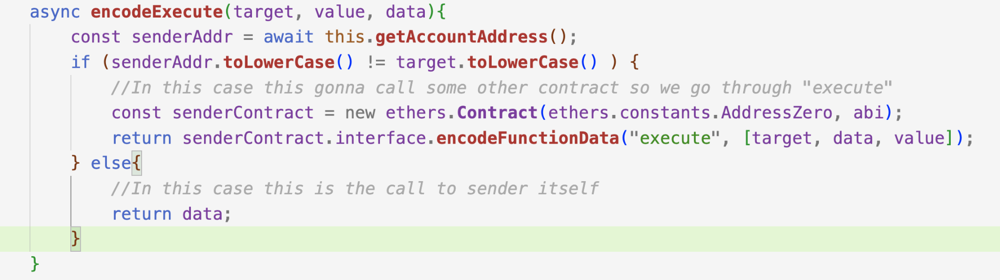 async encodeExecute(target, value, data){
const senderAddr = await this.getAccountAddress();
if (senderAddr.toLowerCase() != target.toLowerCase() ) {
//In this case this gonna call some other contract so we go through "execute"
const senderContract = new ethers.Contract(ethers.constants.AddressZero, abi);
return senderContract.interface.encodeFunctionData("execute", [target, data, value]);
} else{
//In this case this is the call to sender itself
return data;
}
}